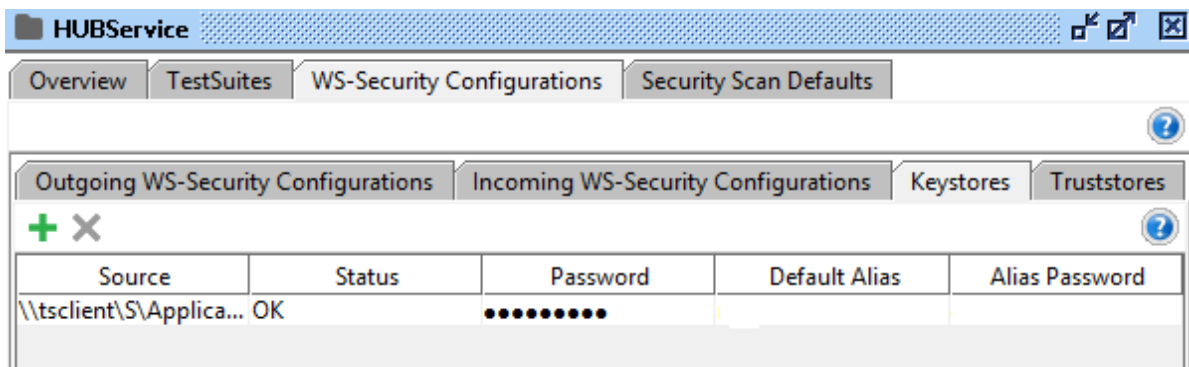 HUBService
Overview TestSuites WS-Security Configurations Security Scan Defaults
Outgoing WS-Security Configurations Incoming WS-Security Configurations Keystores Truststores
Source Status Password Default Alias Alias Password
\\tsclient\S\Applica... OK •••••••••